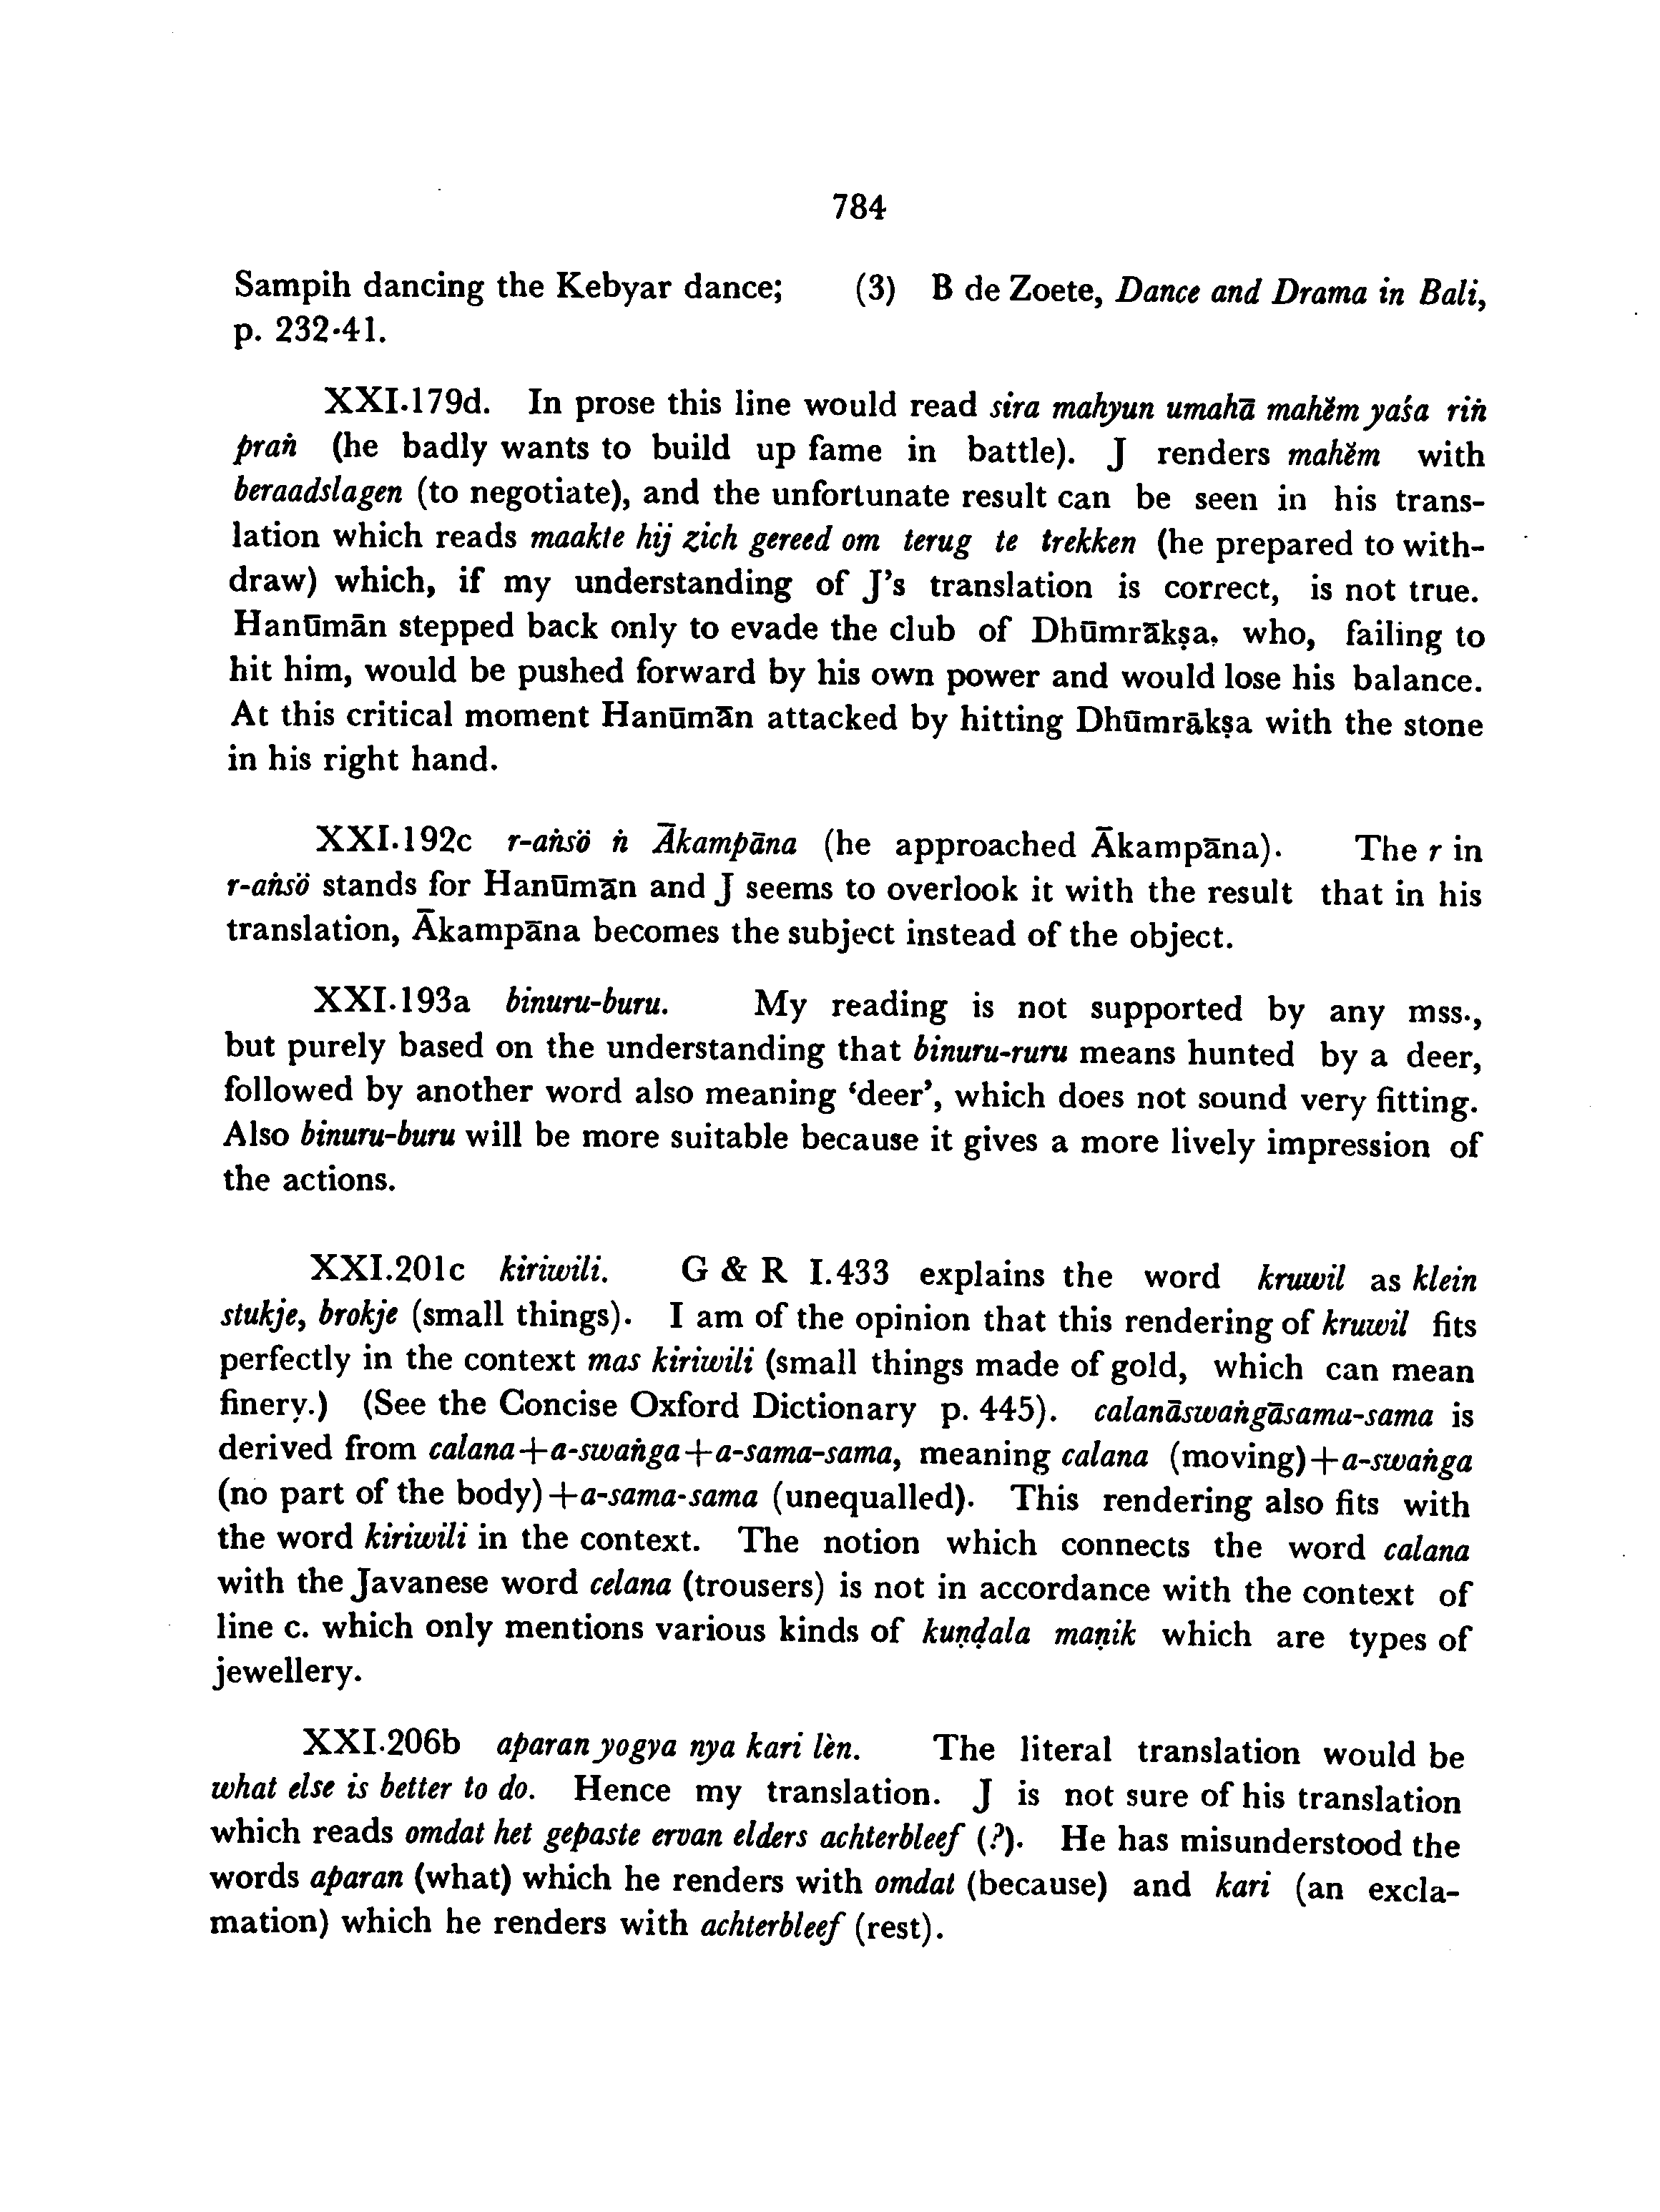 784
Sampih dancing the Kebyar dance; (3) B de Zoete, Dance and Drama in Bali,
p. 232-41.
XXI.179d. In prose this line would read sira mahyun umahā mahĕm yaśa riṅ
praṅ (he badly wants to build up fame in battle). J renders mahĕm with
beraadslagen (to negotiate), and the unfortunate result can be seen in his trans-
lation which reads maakte hij zich gereed om terug te trekken (he prepared to with-
draw) which, if my understanding of J's translation is correct, is not true.
Hanūmān stepped back only to evade the club of Dhūmrākṣa, who, failing to
hit him, would be pushed forward by his own power and would lose his balance.
At this critical moment Hanūmān attacked by hitting Dhūmrākṣa with the stone
in his right hand.
XXI.192c r-aṅsö ṅ Ākampāna (he approached Ākampāna). The r in
r-aṅsö stands for Hanūmān and J seems to overlook it with the result that in his
translation, Ākampāna becomes the subject instead of the object.
XXI.193a binuru-buru. My reading is not supported by any mss.,
but purely based on the understanding that binuru-ruru means hunted by a deer,
followed by another word also meaning ‘deer’, which does not sound very fitting.
Also binuru-buru will be more suitable because it gives a more lively impression of
the actions.
XXI.201c kiriwili. G & R I.433 explains the word kruwil as klein
stukje, brokje (small things). I am of the opinion that this rendering of kruwil fits
perfectly in the context mas kiriwili (small things made of gold, which can mean
finery.) (See the Concise Oxford Dictionary p. 445). calanāswaṅgāsama-sama is
derived from calana+a-swaṅga+a-sama-sama, meaning calana (moving)+a-swaṅga
(no part of the body)+a-sama-sama (unequalled). This rendering also fits with
the word kiriwili in the context. The notion which connects the word calana
with the Javanese word celana (trousers) is not in accordance with the context of
line c. which only mentions various kinds of kuṇḍala maṇik which are types of
jewellery.
XXI.206b aparan yogya nya kari lèn. The literal translation would be
what else is better to do. Hence my translation. J is not sure of his translation
which reads omdat het gepaste ervan elders achterbleef (?). He has misunderstood the
words aparan (what) which he renders with omdat (because) and kari (an excla-
mation) which he renders with achterbleef (rest).